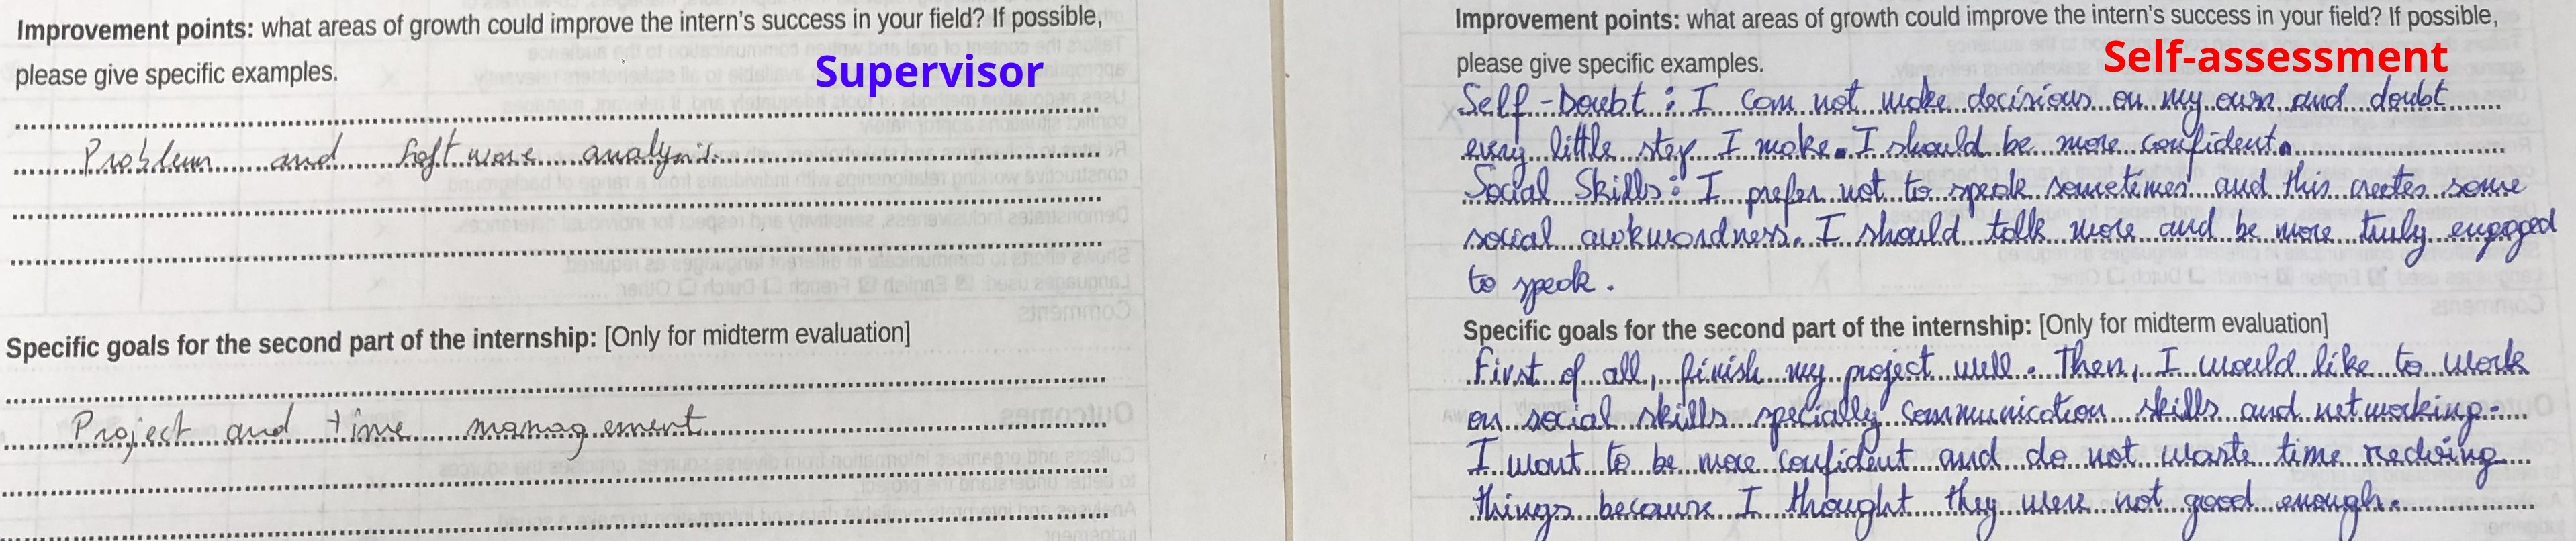 Improvement points: what areas of growth could improve the intern's success in your field? If possible,
please give specific examples.
Supervisor
Problem and Software analysis.
Specific goals for the second part of the internship: [Only for midterm evaluation]
Project and time management
Improvement points: what areas of growth could improve the intern's success in your field? If possible,
please give specific examples.
Self-assessment
Self-Doubt: I can not make decisions on my own and doubt
every little step I make. I should be more confident.
Social Skills: I prefer not to speak sometimes and this creates some
social awkwardness. I should talk more and be more truly engaged
to speak.
Specific goals for the second part of the internship: [Only for midterm evaluation]
First of all, finish my project well. Then, I would like to work
on social skills specially communication skills and networking.
I want to be more confident and do not waste time redoing
things because I thought they were not good enough.